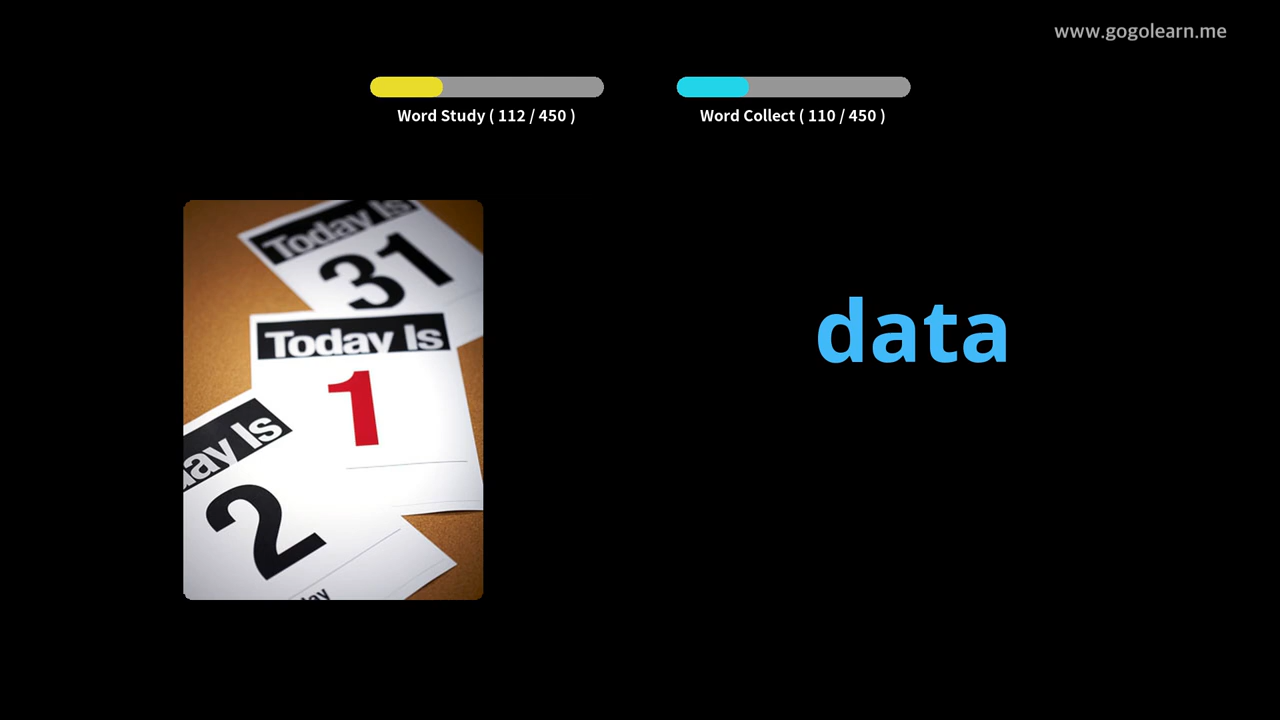 www.gogolearn.me
Word Study ( 112 / 450 )
Word Collect ( 110 / 450 )
Today Is
31
Today Is
1
data
ay Is
2
ay